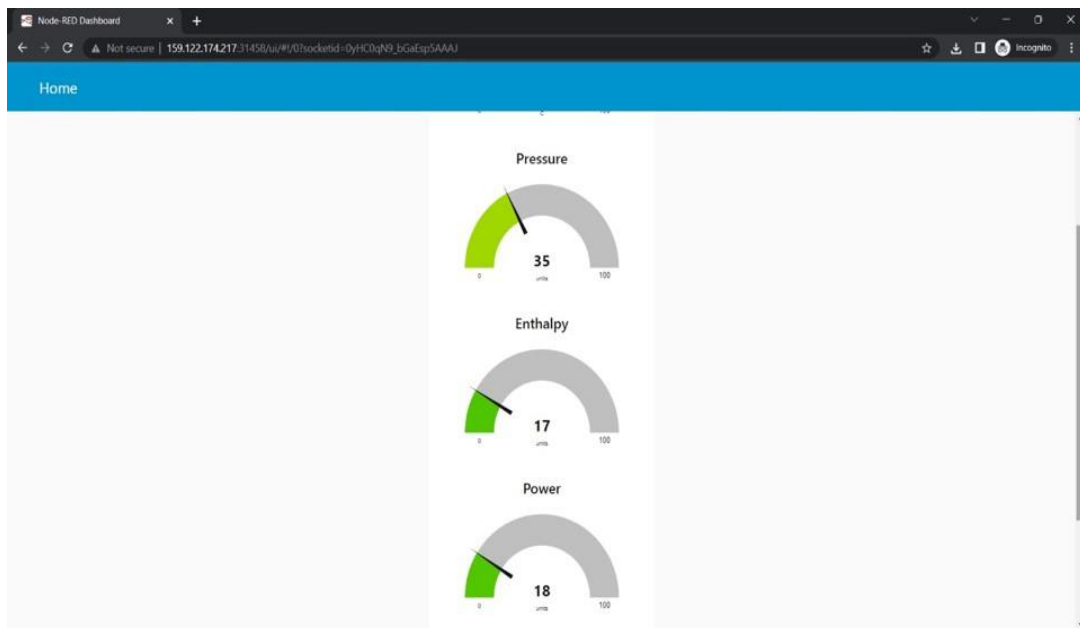 Node-RED Dashboard
Not secure | 159.122.174.217:31458/ui/#!/0?socketid=0yHC0qN9_bGaEsp5AAAJ
Incognito
Home
Pressure
35
0 units 100
Enthalpy
17
0 units 100
Power
18
0 units 100